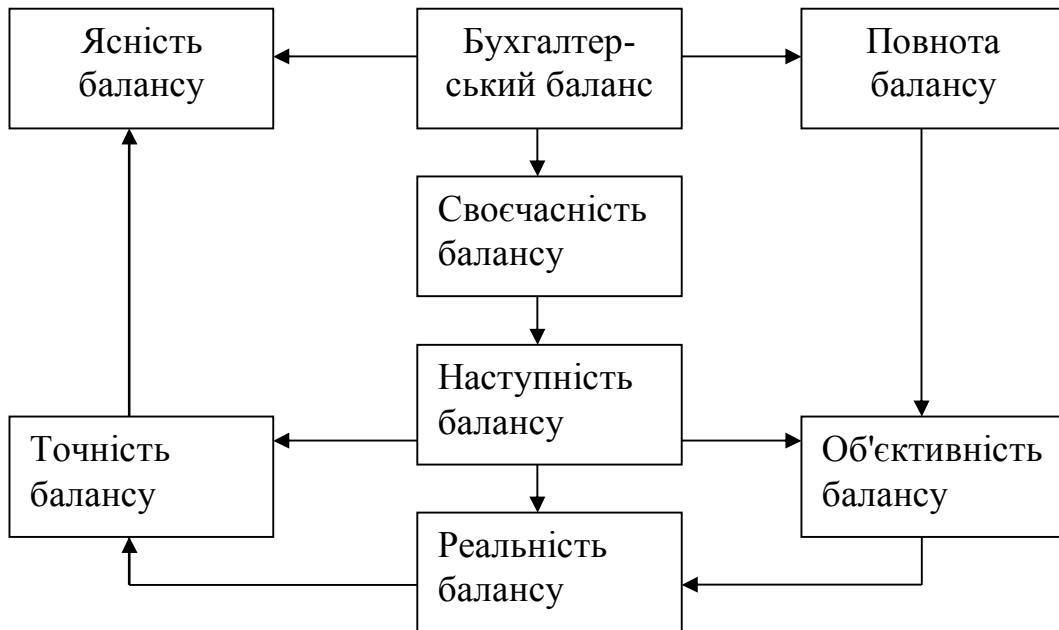 Ясність
балансу
Бухгалтер-
ський баланс
Повнота
балансу
Своєчасність
балансу
Наступність
балансу
Точність
балансу
Об'єктивність
балансу
Реальність
балансу